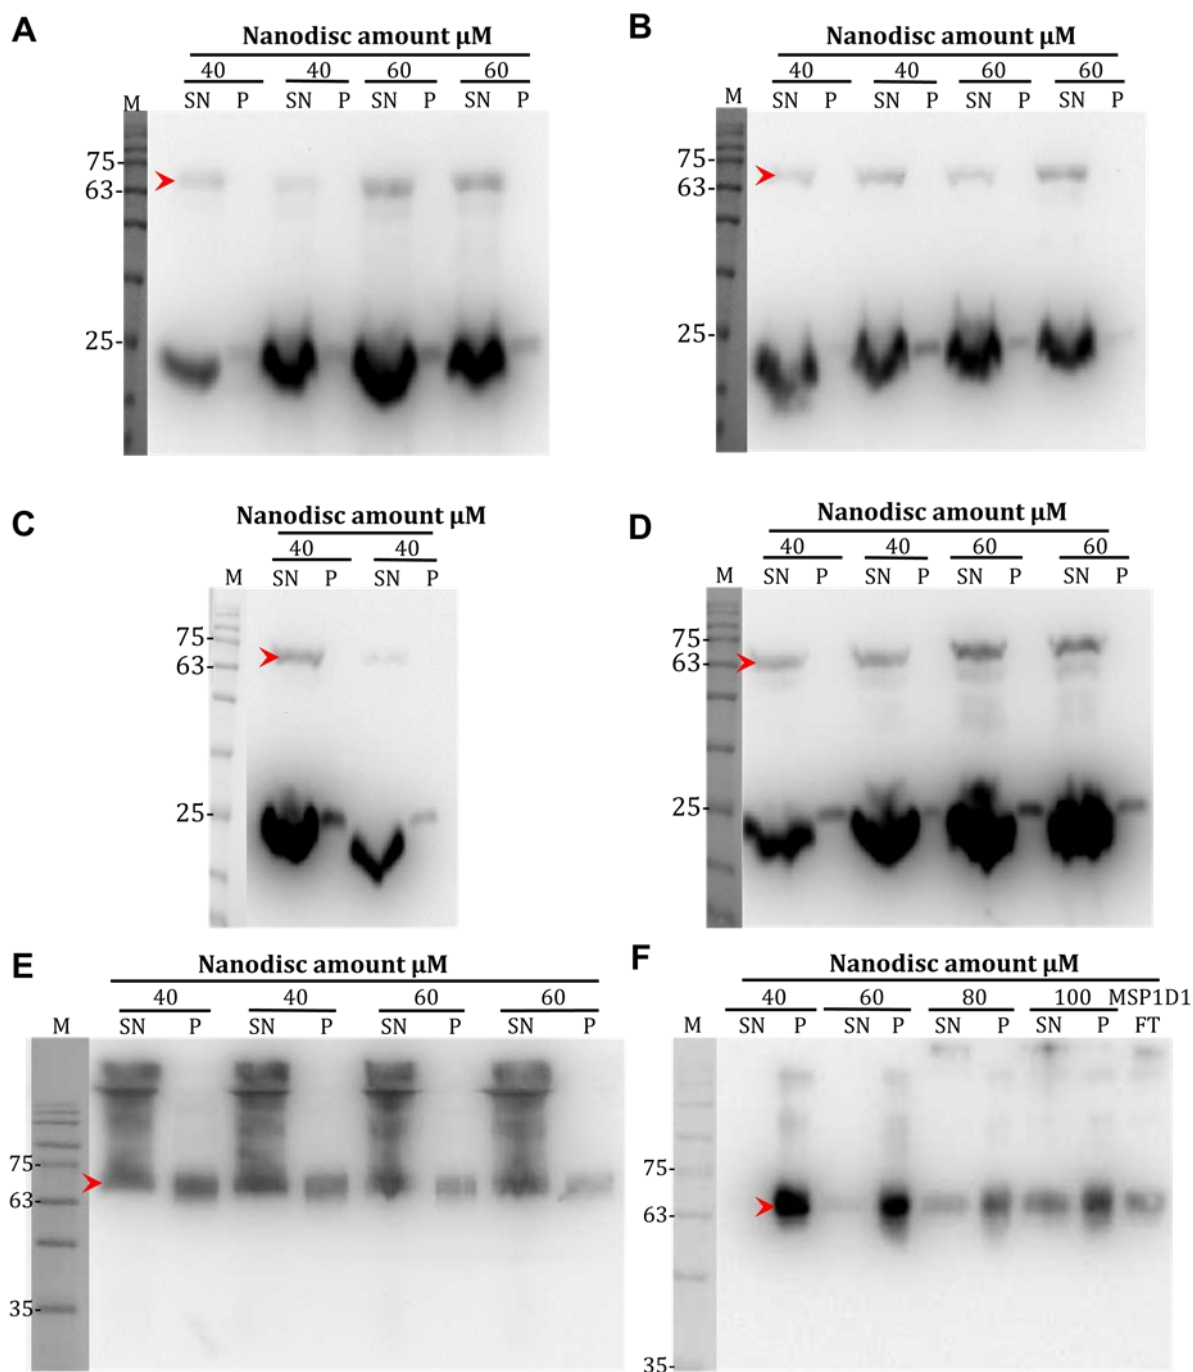 A
Nanodisc amount μM
40 40 60 60
M SN P SN P SN P SN P
75-
63-
25-
B
Nanodisc amount μM
40 40 60 60
M SN P SN P SN P SN P
75-
63-
25-
C
Nanodisc amount μM
40 40
M SN P SN P
75-
63-
25-
D
Nanodisc amount μM
40 40 60 60
M SN P SN P SN P SN P
75-
63-
25-
E
Nanodisc amount μM
40 40 60 60
M SN P SN P SN P SN P
75-
63-
35-
F
Nanodisc amount μM
40 60 80 100 MSP1D1
M SN P SN P SN P SN P FT
75-
63-
35-